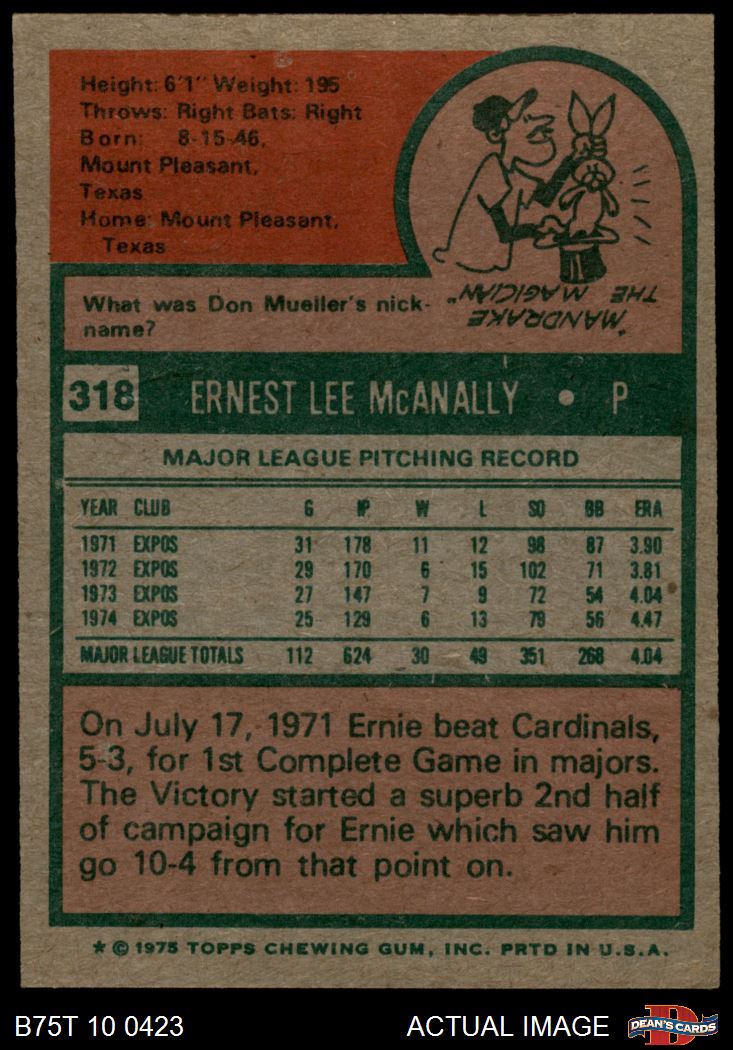 Height: 6'1" Weight: 195
Throws: Right Bats: Right
Born: 8-15-46,
Mount Pleasant,
Texas
Home: Mount Pleasant,
Texas
"MANDRAKE
THE MAGICIAN"
What was Don Mueller's nick-
name?
318 ERNEST LEE McANALLY • P
MAJOR LEAGUE PITCHING RECORD
YEAR CLUB G IP W L SO BB ERA
1971 EXPOS 31 178 11 12 98 87 3.90
1972 EXPOS 29 170 6 15 102 71 3.81
1973 EXPOS 27 147 7 9 72 54 4.04
1974 EXPOS 25 129 6 13 79 56 4.47
MAJOR LEAGUE TOTALS 112 624 30 49 351 268 4.04
On July 17, 1971 Ernie beat Cardinals,
5-3, for 1st Complete Game in majors.
The Victory started a superb 2nd half
of campaign for Ernie which saw him
go 10-4 from that point on.
* © 1975 TOPPS CHEWING GUM, INC. PRTD IN U.S.A.
B75T 10 0423 ACTUAL IMAGE
D
DEAN'S CARDS